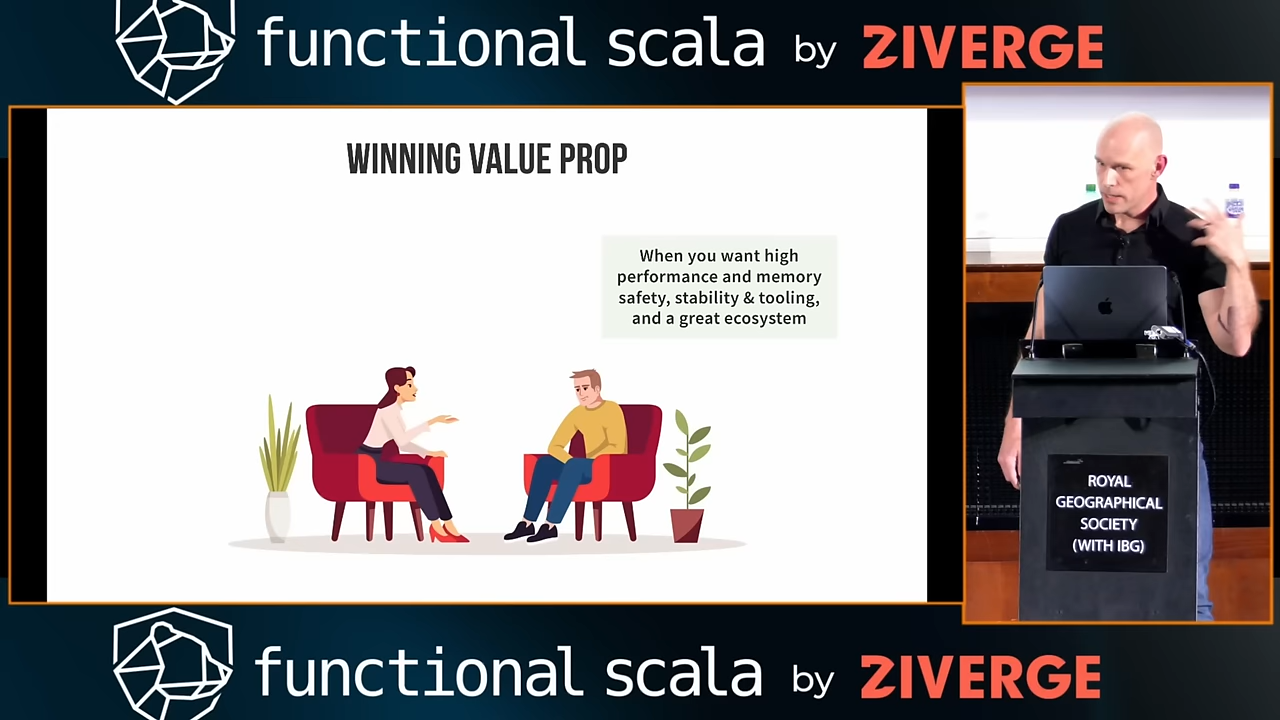 functional scala by ZIVERGE
WINNING VALUE PROP
When you want high
performance and memory
safety, stability & tooling,
and a great ecosystem
ROYAL
GEOGRAPHICAL
SOCIETY
(WITH IBG)
functional scala by ZIVERGE